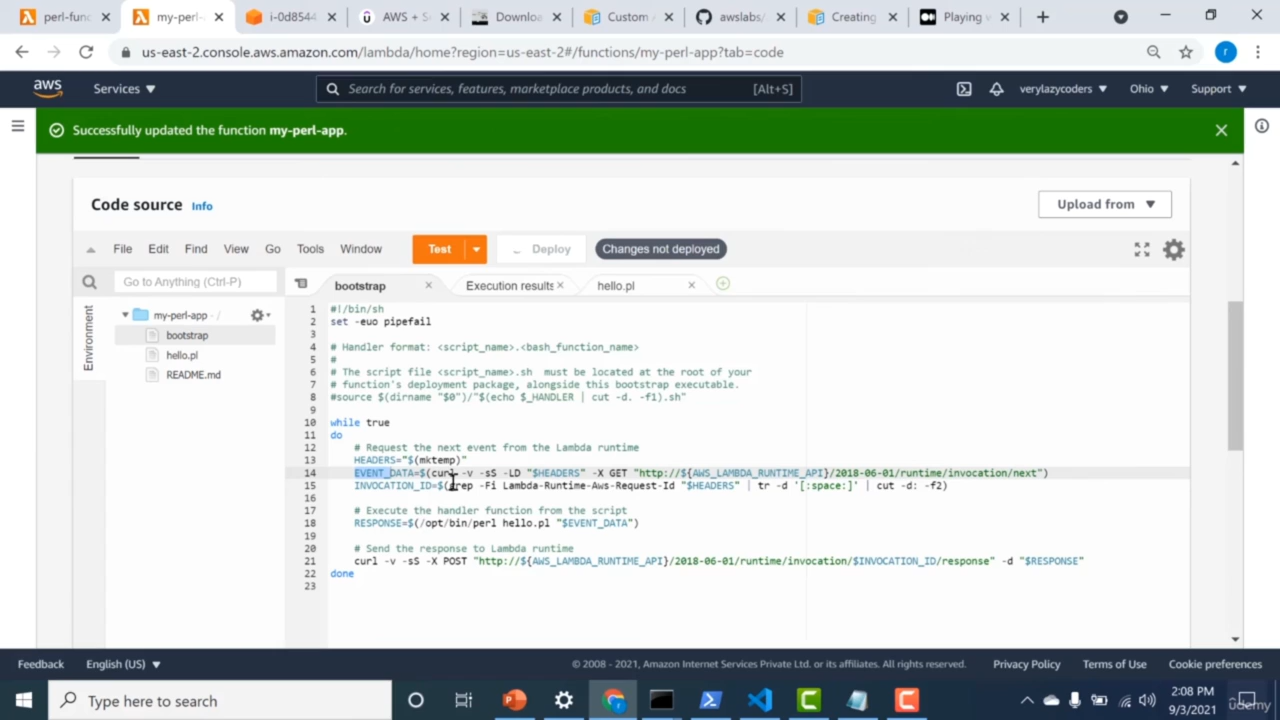 perl-func
my-perl-
i-0d8544
AWS + S
Downloa
Custom A
awslabs/
Creating
Playing
us-east-2.console.aws.amazon.com/lambda/home?region=us-east-2#/functions/my-perl-app?tab=code
r
aws
Services
Search for services, features, marketplace products, and docs
[Alt+S]
verylazycoders
Ohio
Support
Successfully updated the function my-perl-app.
Code source
Info
Upload from
File
Edit
Find
View
Go
Tools
Window
Test
Deploy
Changes not deployed
Go to Anything (Ctrl-P)
bootstrap
Execution results
hello.pl
Environment
my-perl-app
/
bootstrap
hello.pl
README.md
1 #!/bin/sh
2 set -euo pipefail
3
4 # Handler format: <script_name>.<bash_function_name>
5 #
6 # The script file <script_name>.sh must be located at the root of your
7 # function's deployment package, alongside this bootstrap executable.
8 #source $(dirname "$0")/"$(echo $_HANDLER | cut -d. -f1).sh"
9
10 while true
11 do
12 # Request the next event from the Lambda runtime
13 HEADERS="$(mktemp)"
14 EVENT_DATA=$(curl -v -sS -LD "$HEADERS" -X GET "http://${AWS_LAMBDA_RUNTIME_API}/2018-06-01/runtime/invocation/next")
15 INVOCATION_ID=$(grep -Fi Lambda-Runtime-Aws-Request-Id "$HEADERS" | tr -d '[:space:]' | cut -d: -f2)
16
17 # Execute the handler function from the script
18 RESPONSE=$(/opt/bin/perl hello.pl "$EVENT_DATA")
19
20 # Send the response to Lambda runtime
21 curl -v -sS -X POST "http://${AWS_LAMBDA_RUNTIME_API}/2018-06-01/runtime/invocation/$INVOCATION_ID/response" -d "$RESPONSE"
22 done
23
Feedback
English (US)
© 2008 - 2021, Amazon Internet Services Private Ltd. or its affiliates. All rights reserved.
Privacy Policy
Terms of Use
Cookie preferences
Type here to search
2:08 PM
9/3/2021
udemy